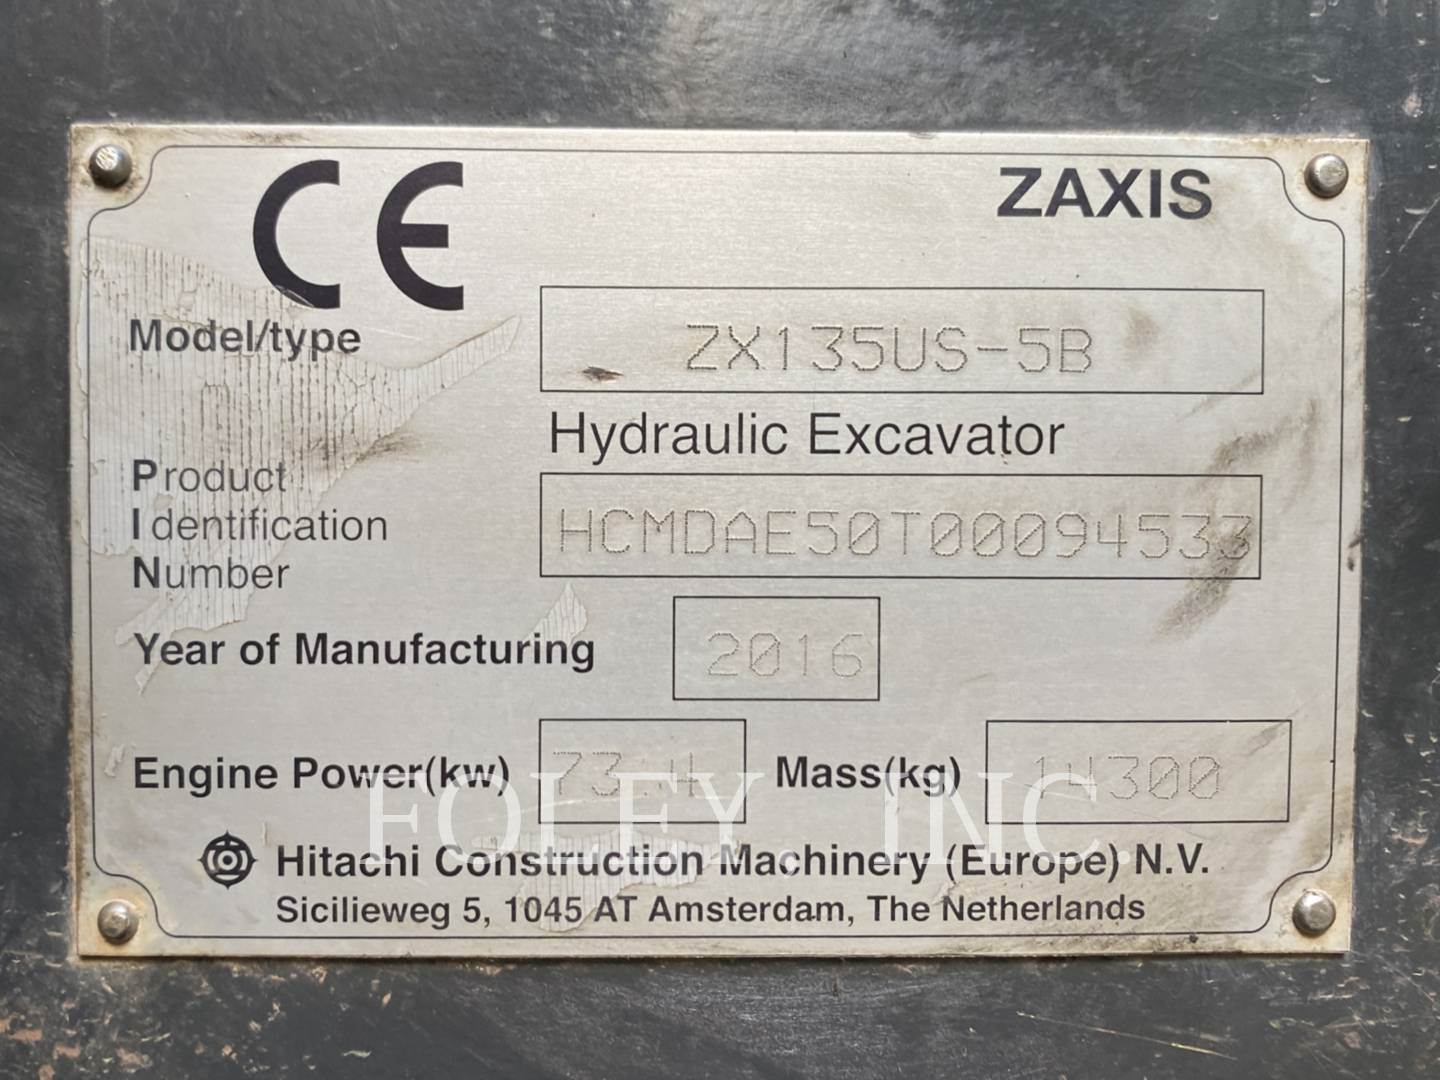 CE
ZAXIS
Model/type ZX135US-5B
Hydraulic Excavator
Product
Identification
Number HCMDAE50T00094533
Year of Manufacturing 2016
Engine Power(kw) 73.4 Mass(kg) 14300
FOLEY, INC.
Hitachi Construction Machinery (Europe) N.V.
Sicilieweg 5, 1045 AT Amsterdam, The Netherlands